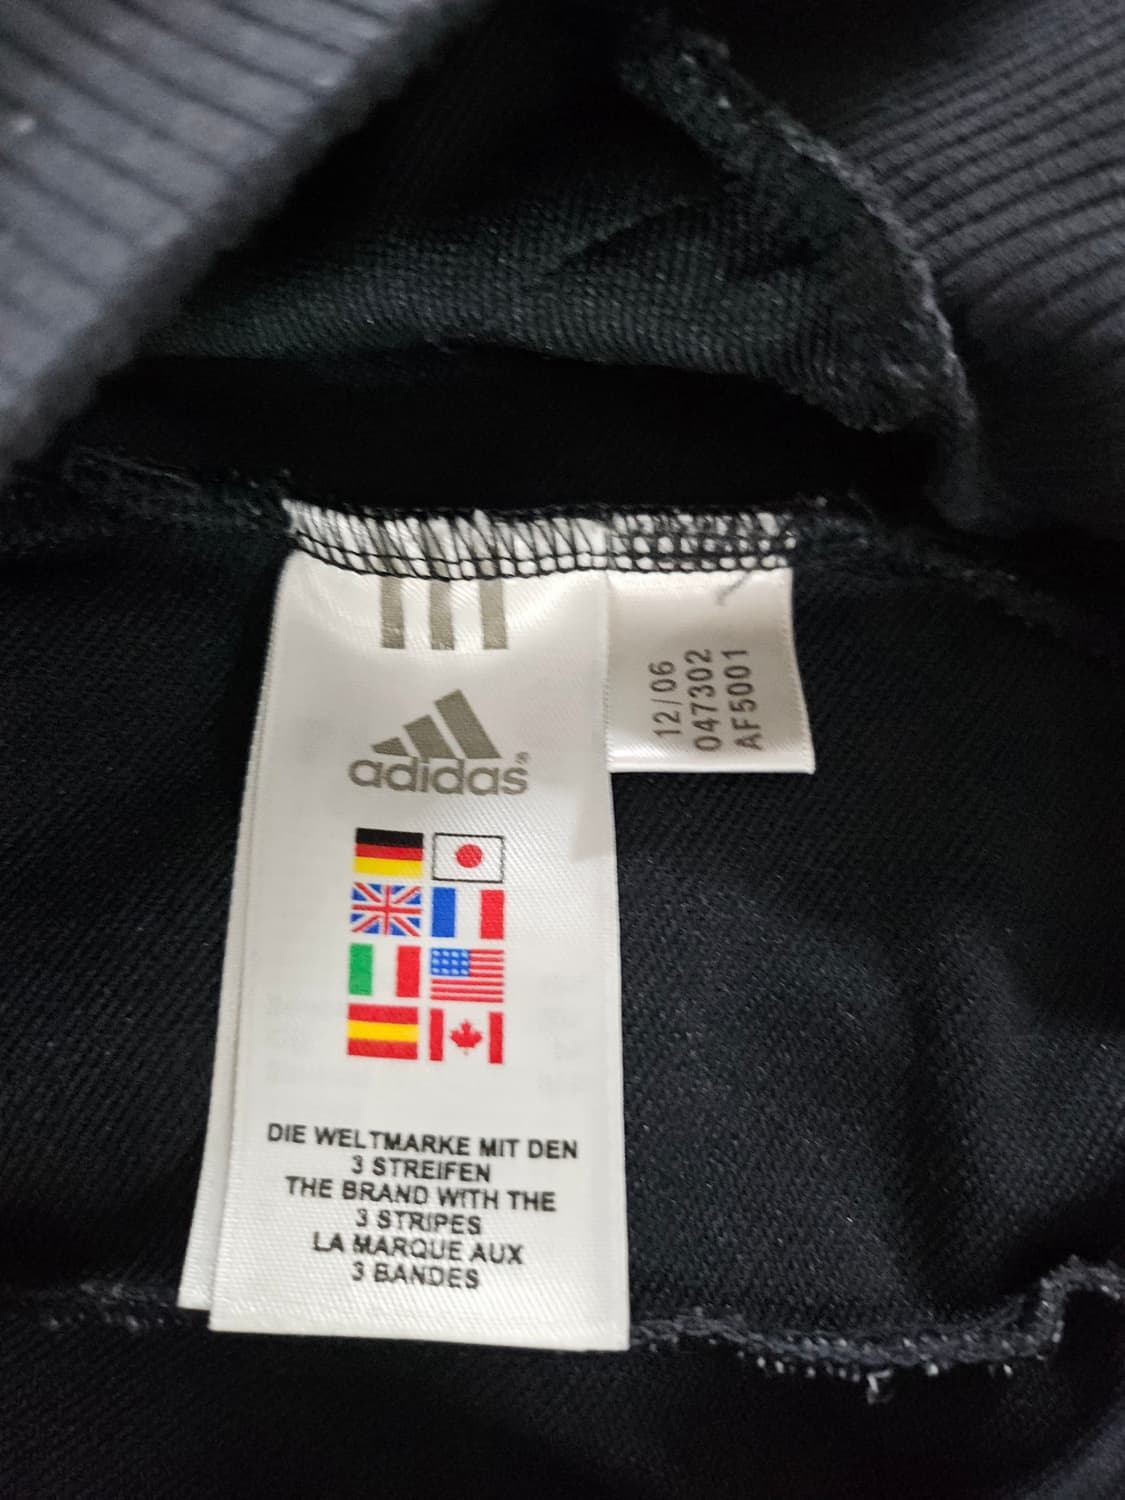 adidas®
DIE WELTMARKE MIT DEN
3 STREIFEN
THE BRAND WITH THE
3 STRIPES
LA MARQUE AUX
3 BANDES
12/06
047302
AF5001